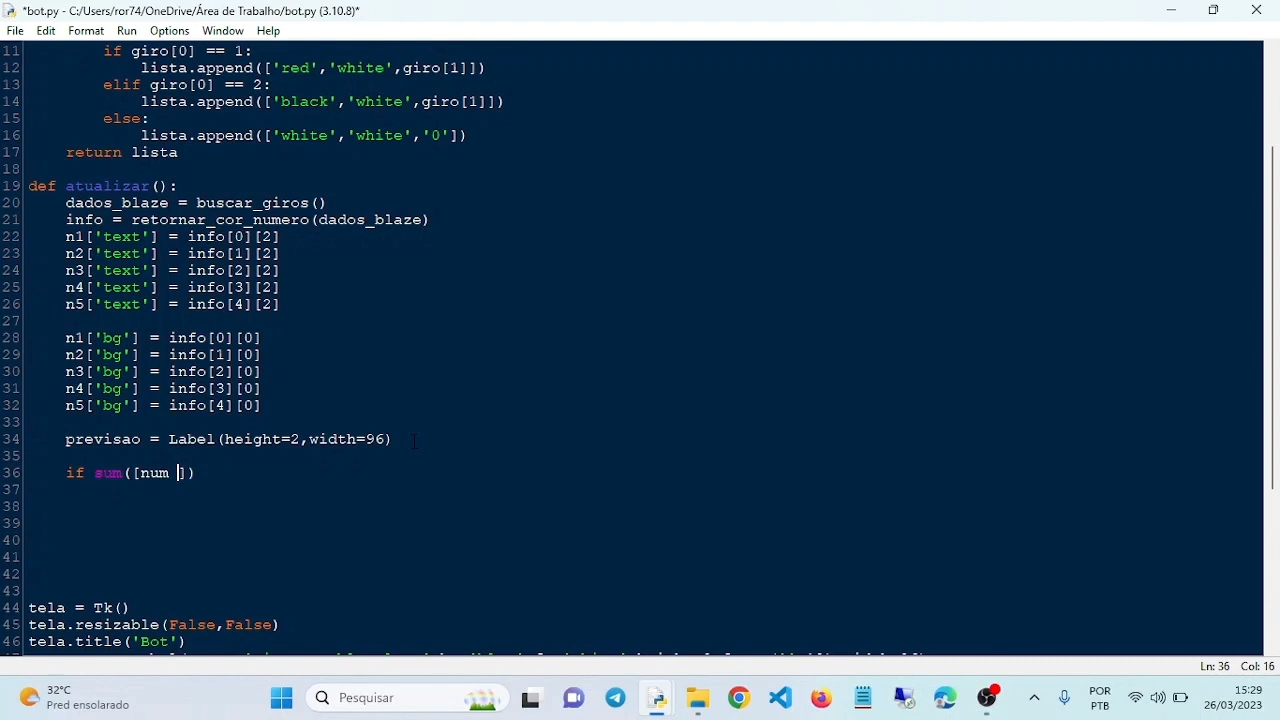 *bot.py - C:/Users/ror74/OneDrive/Área de Trabalho/bot.py (3.10.8)*
File Edit Format Run Options Window Help
11 if giro[0] == 1:
12 lista.append(['red','white',giro[1]])
13 elif giro[0] == 2:
14 lista.append(['black','white',giro[1]])
15 else:
16 lista.append(['white','white','0'])
17 return lista
18
19 def atualizar():
20 dados_blaze = buscar_giros()
21 info = retornar_cor_numero(dados_blaze)
22 n1['text'] = info[0][2]
23 n2['text'] = info[1][2]
24 n3['text'] = info[2][2]
25 n4['text'] = info[3][2]
26 n5['text'] = info[4][2]
27
28 n1['bg'] = info[0][0]
29 n2['bg'] = info[1][0]
30 n3['bg'] = info[2][0]
31 n4['bg'] = info[3][0]
32 n5['bg'] = info[4][0]
33
34 previsao = Label(height=2,width=96)
35
36 if sum([num ])
37
38
39
40
41
42
43
44 tela = Tk()
45 tela.resizable(False,False)
46 tela.title('Bot')
Ln: 36 Col: 16
32°C
Pred ensolarado
Pesquisar
POR
PTB
15:29
26/03/2023